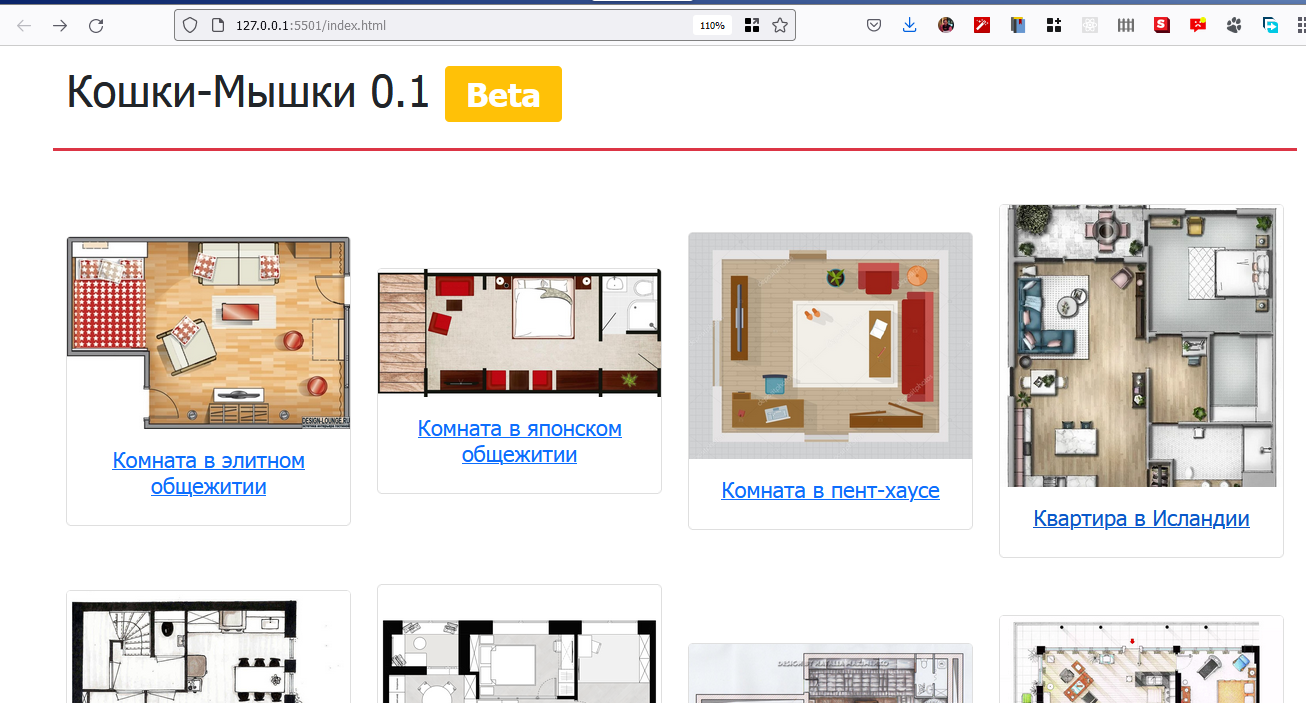 127.0.0.1:5501/index.html
110%
Кошки-Мышки 0.1 Beta
DESIGN-LOUNGE.RU
Комната в элитном
общежитии
Комната в японском
общежитии
Комната в пент-хаусе
Квартира в Исландии